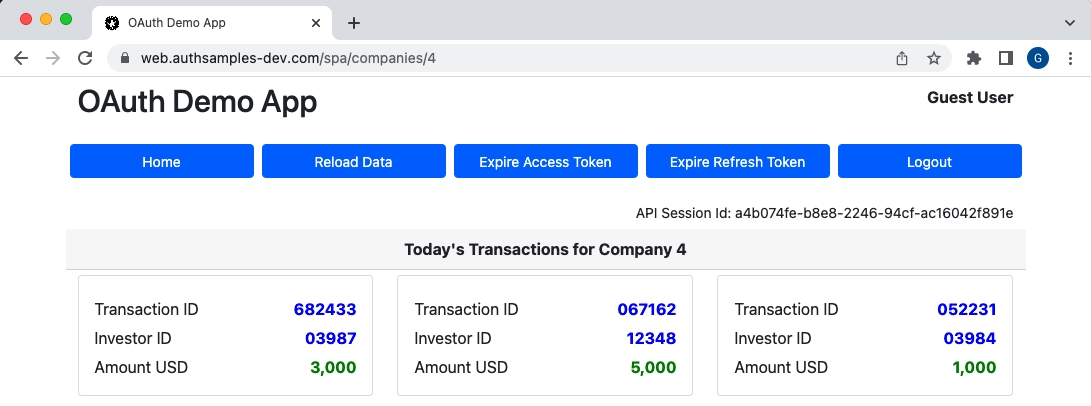 OAuth Demo App
web.authsamples-dev.com/spa/companies/4
G
OAuth Demo App
Guest User
Home Reload Data Expire Access Token Expire Refresh Token Logout
API Session Id: a4b074fe-b8e8-2246-94cf-ac16042f891e
Today's Transactions for Company 4
Transaction ID 682433
Investor ID 03987
Amount USD 3,000
Transaction ID 067162
Investor ID 12348
Amount USD 5,000
Transaction ID 052231
Investor ID 03984
Amount USD 1,000